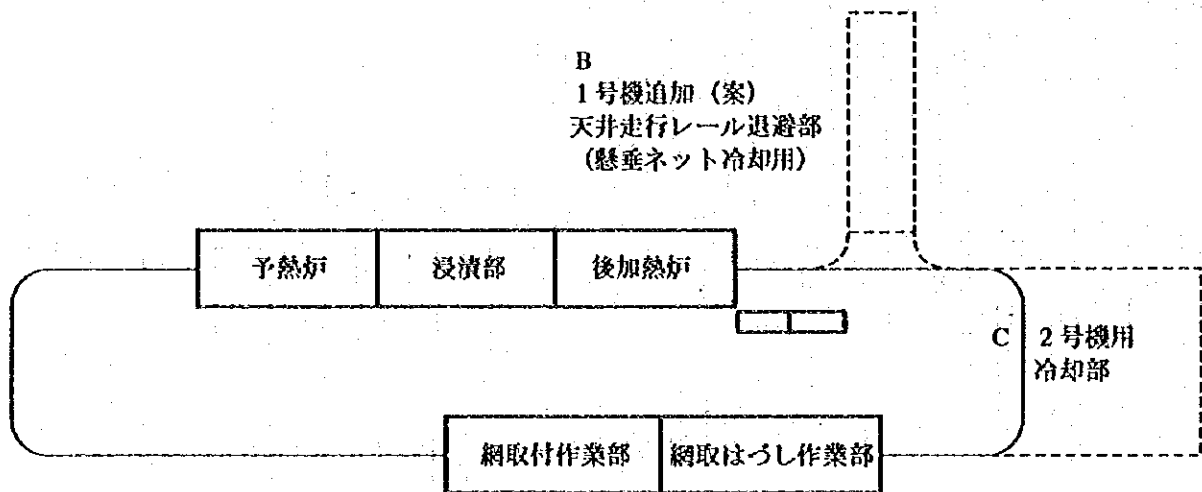 B
1号機追加（案）
天井走行レール退避部
（懸垂ネット冷却用）
予熱炉
浸漬部
後加熱炉
C
2号機用
冷却部
網取付作業部
網取はづし作業部